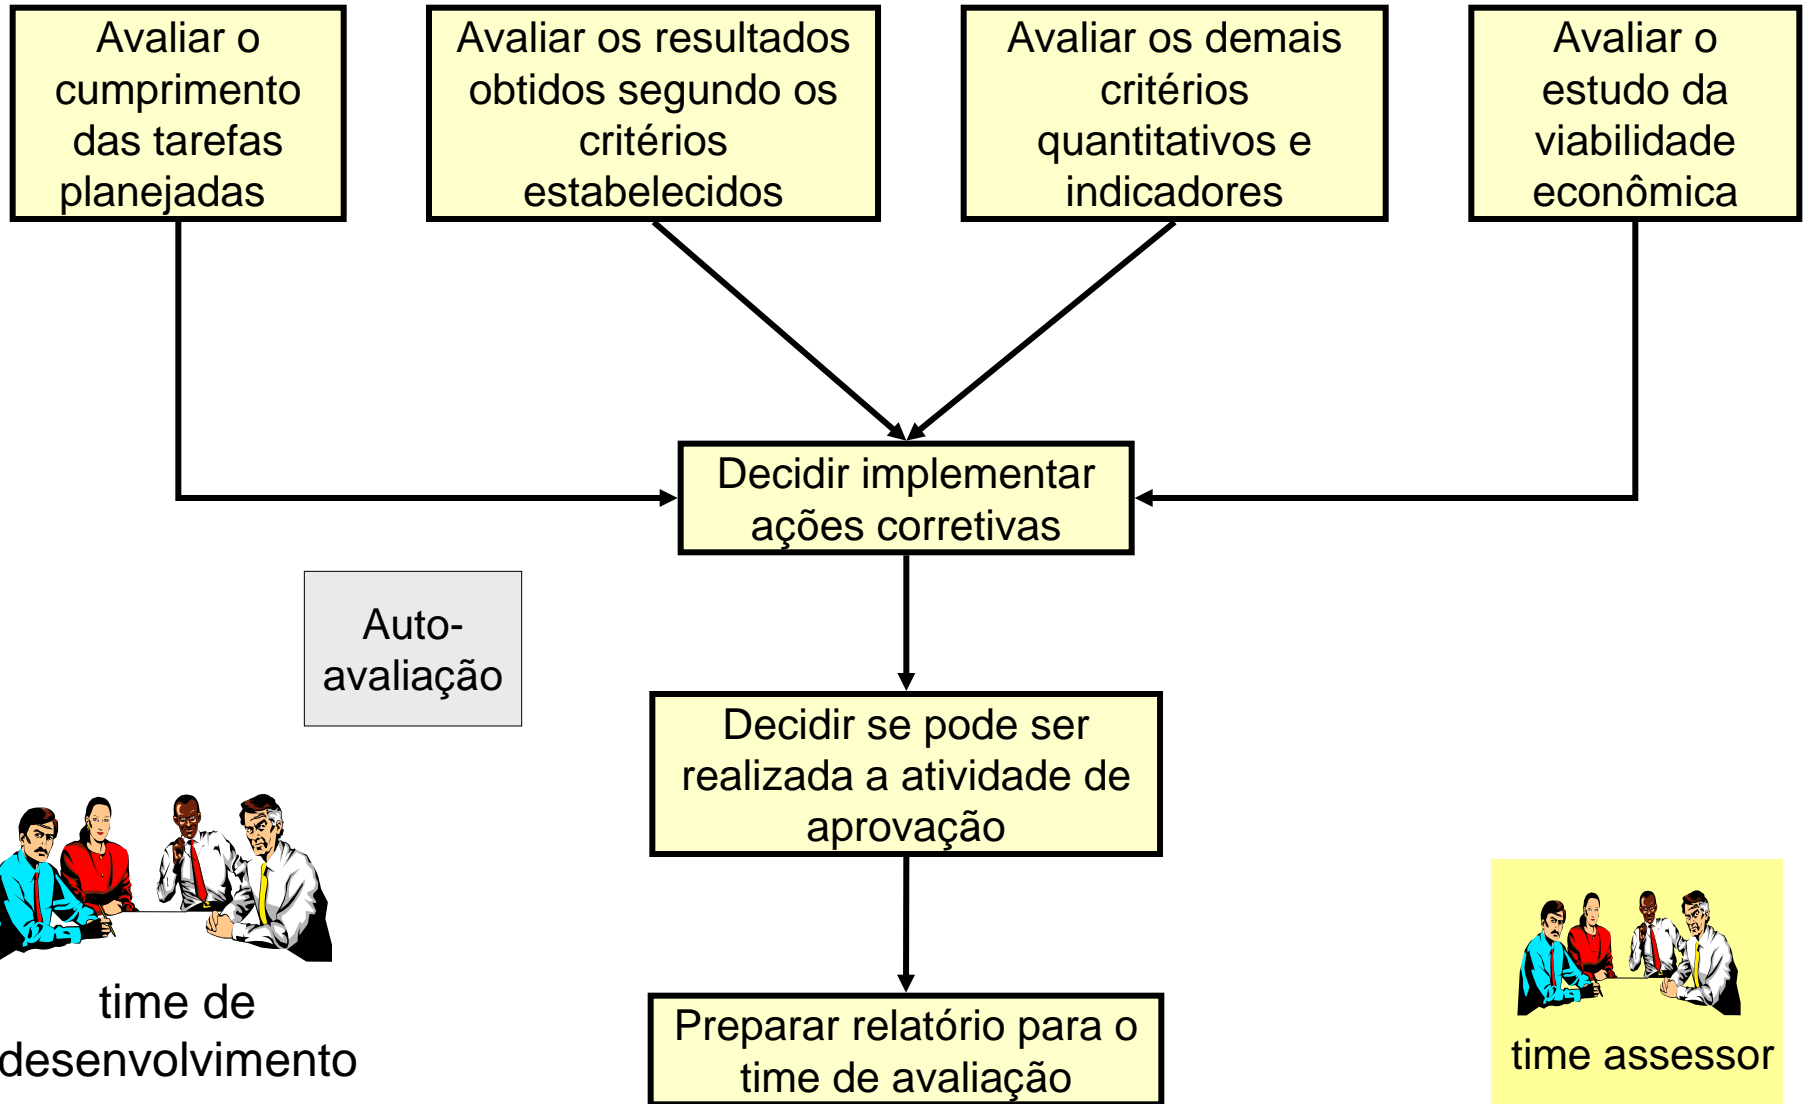 Avaliar o
cumprimento
das tarefas
planejadas
Avaliar os resultados
obtidos segundo os
critérios
estabelecidos
Avaliar os demais
critérios
quantitativos e
indicadores
Avaliar o
estudo da
viabilidade
econômica
Decidir implementar
ações corretivas
Auto-
avaliação
Decidir se pode ser
realizada a atividade de
aprovação
time de
desenvolvimento
Preparar relatório para o
time de avaliação
time assessor